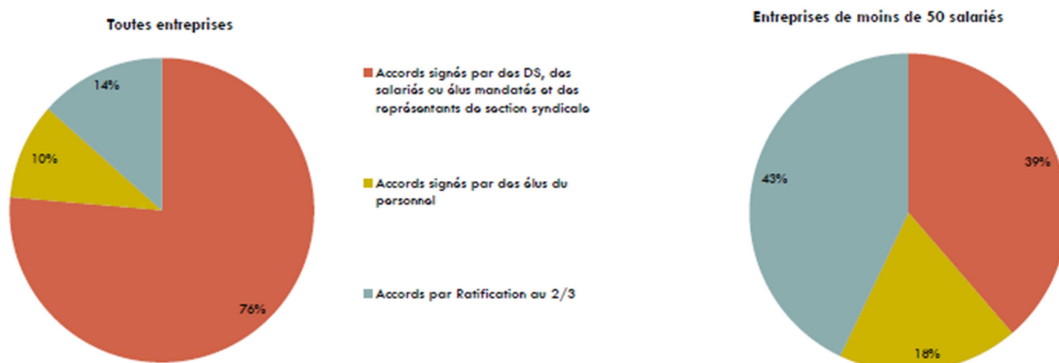 Toutes entreprises
14%
10%
76%
Accords signés par des DS, des
salariés ou élus mandatés et des
représentants de section syndicale
Accords signés par des élus du
personnel
Accords par Ratification au 2/3
Entreprises de moins de 50 salariés
43%
39%
18%